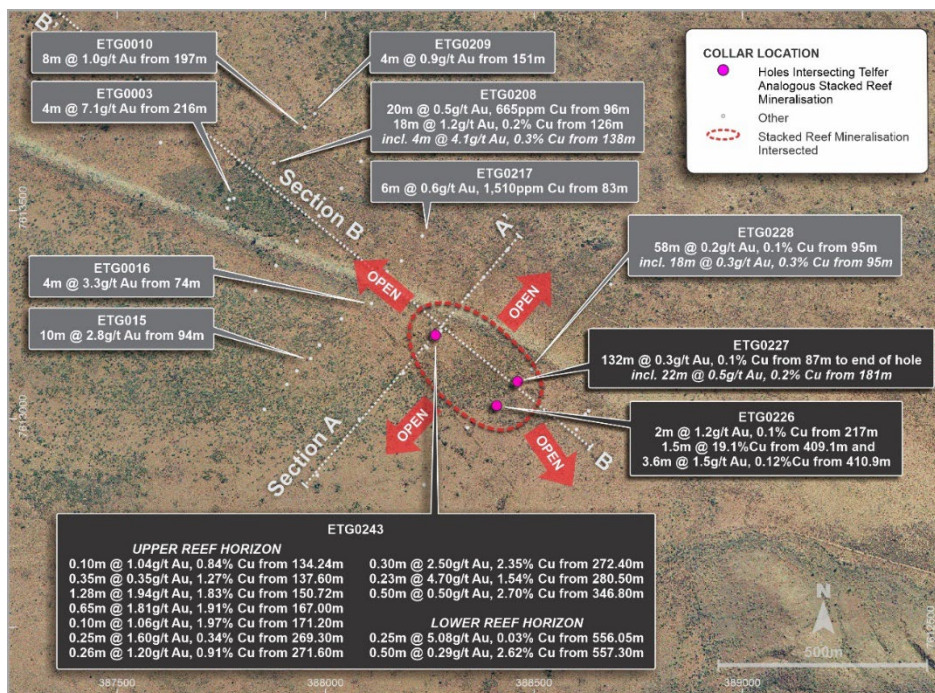 B'
ETG0010
8m @ 1.0g/t Au from 197m
ETG0209
4m @ 0.9g/t Au from 151m
ETG0003
4m @ 7.1g/t Au from 216m
ETG0208
20m @ 0.5g/t Au, 665ppm Cu from 96m
18m @ 1.2g/t Au, 0.2% Cu from 126m
incl. 4m @ 4.1g/t Au, 0.3% Cu from 138m
ETG0217
6m @ 0.6g/t Au, 1,510ppm Cu from 83m
COLLAR LOCATION
Holes Intersecting Telfer
Analogous Stacked Reef
Mineralisation
Other
Stacked Reef Mineralisation
Intersected
7813500
Section B
A'
ETG0228
58m @ 0.2g/t Au, 0.1% Cu from 95m
incl. 18m @ 0.3g/t Au, 0.3% Cu from 95m
ETG0016
4m @ 3.3g/t Au from 74m
ETG015
10m @ 2.8g/t Au from 94m
OPEN
OPEN
OPEN
OPEN
ETG0227
132m @ 0.3g/t Au, 0.1% Cu from 87m to end of hole
incl. 22m @ 0.5g/t Au, 0.2% Cu from 181m
ETG0226
2m @ 1.2g/t Au, 0.1% Cu from 217m
1.5m @ 19.1%Cu from 409.1m and
3.6m @ 1.5g/t Au, 0.12%Cu from 410.9m
7813000
Section A
B
ETG0243
UPPER REEF HORIZON
0.10m @ 1.04g/t Au, 0.84% Cu from 134.24m
0.35m @ 0.35g/t Au, 1.27% Cu from 137.60m
1.28m @ 1.94g/t Au, 1.83% Cu from 150.72m
0.65m @ 1.81g/t Au, 1.91% Cu from 167.00m
0.10m @ 1.06g/t Au, 1.97% Cu from 171.20m
0.25m @ 1.60g/t Au, 0.34% Cu from 269.30m
0.26m @ 1.20g/t Au, 0.91% Cu from 271.60m
0.30m @ 2.50g/t Au, 2.35% Cu from 272.40m
0.23m @ 4.70g/t Au, 1.54% Cu from 280.50m
0.50m @ 0.50g/t Au, 2.70% Cu from 346.80m
LOWER REEF HORIZON
0.25m @ 5.08g/t Au, 0.03% Cu from 556.05m
0.50m @ 0.29g/t Au, 2.62% Cu from 557.30m
N
500m
7812500
387500
388000
388500
389000